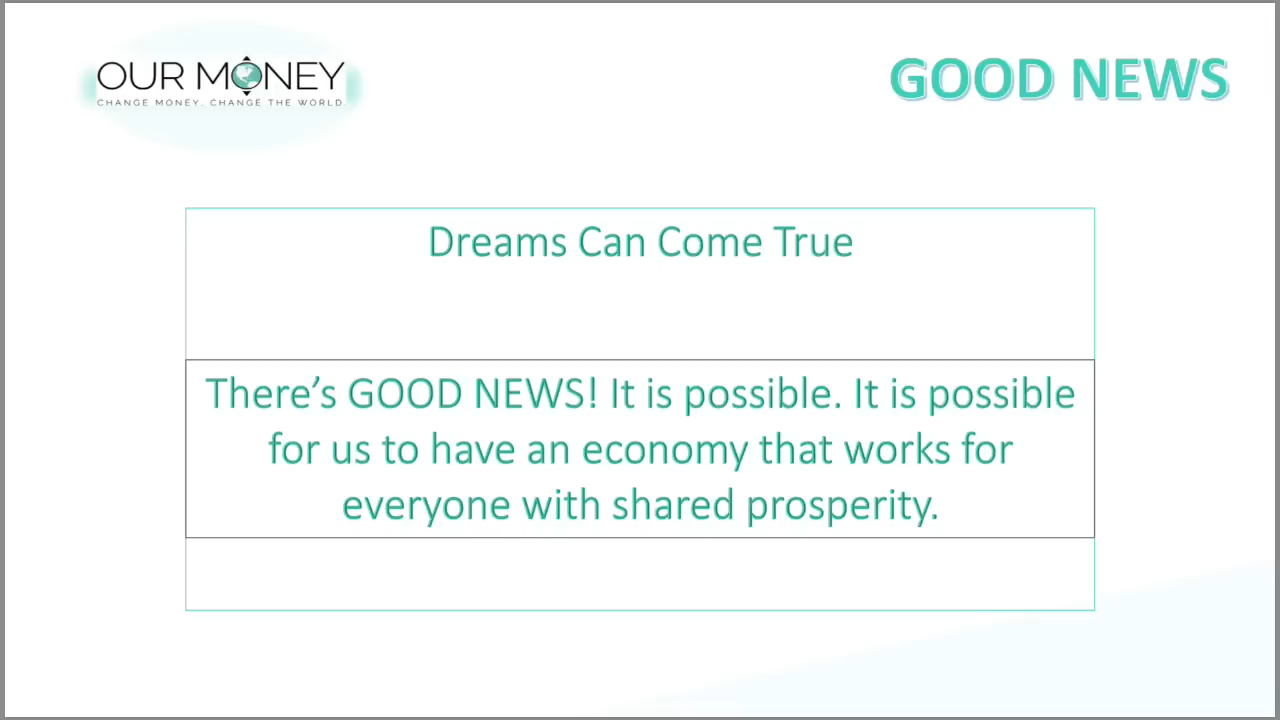 OUR MONEY
CHANGE MONEY. CHANGE THE WORLD
GOOD NEWS
Dreams Can Come True
There’s GOOD NEWS! It is possible. It is possible
for us to have an economy that works for
everyone with shared prosperity.